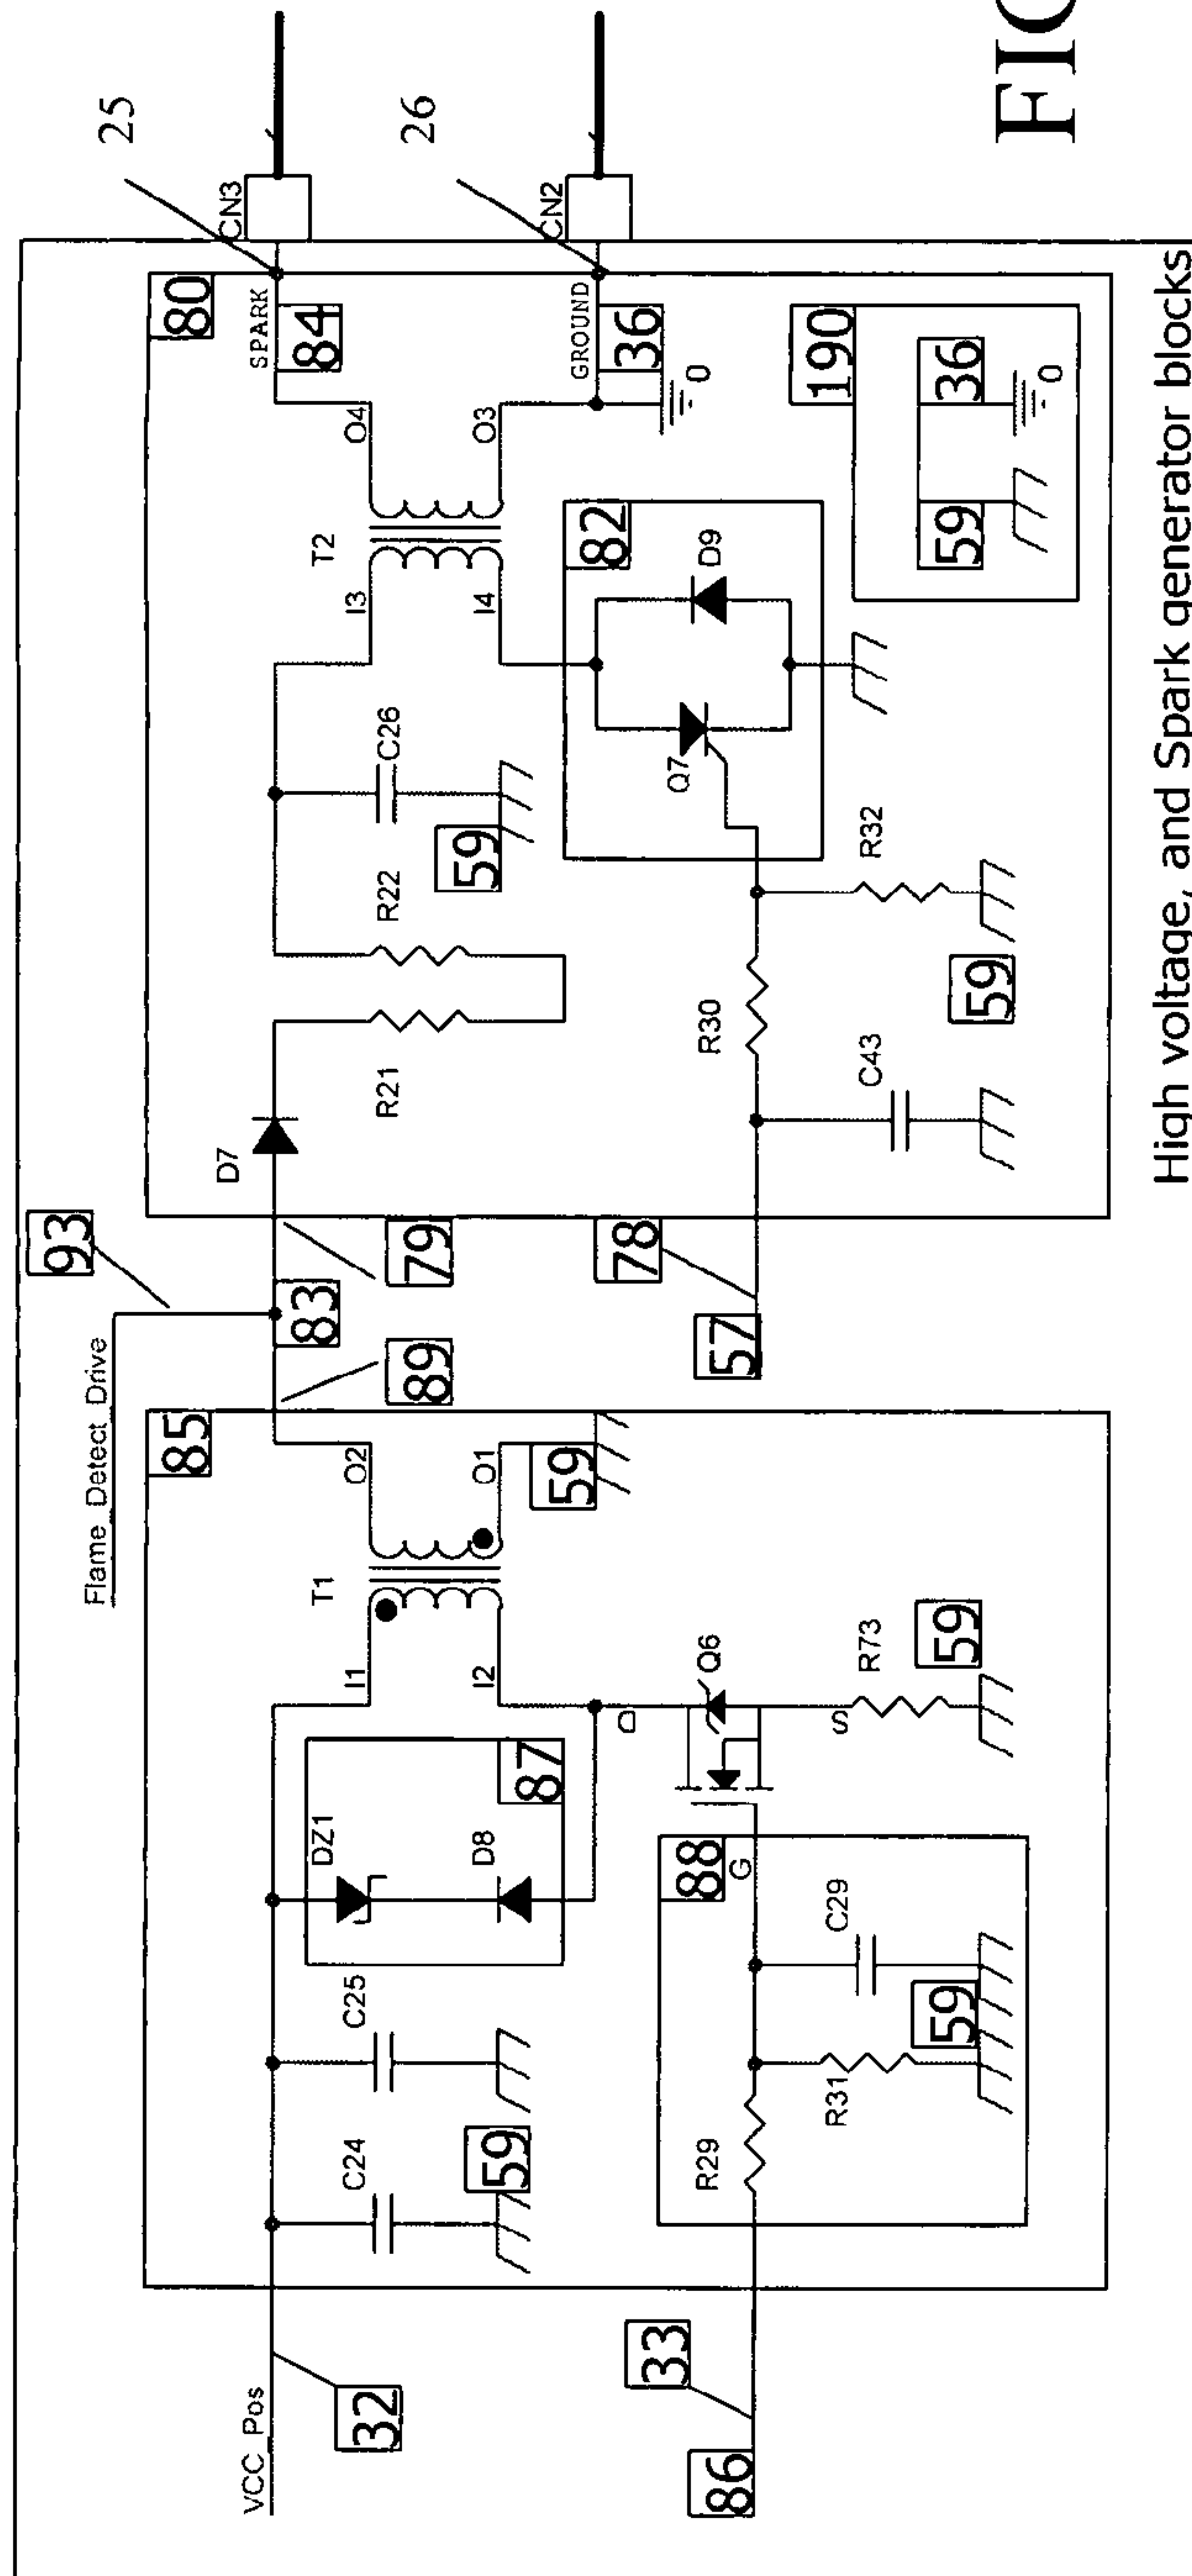 93
Flame Detect Drive
VCC Pos
32
C24
59
C25
DZ1
D8
87
I1
I2
T1
O2
O1
59
85
89
83
79
D7
R21
R22
C26
59
I3
I4
T2
O4
O3
80
SPARK
84
GROUND
36
0
CN3
25
CN2
26
86
33
R29
R31
C29
59
88
G
D
S
Q6
R73
59
57
78
C43
R30
59
R32
Q7
D9
82
190
59
36
0
High voltage, and Spark generator blocks